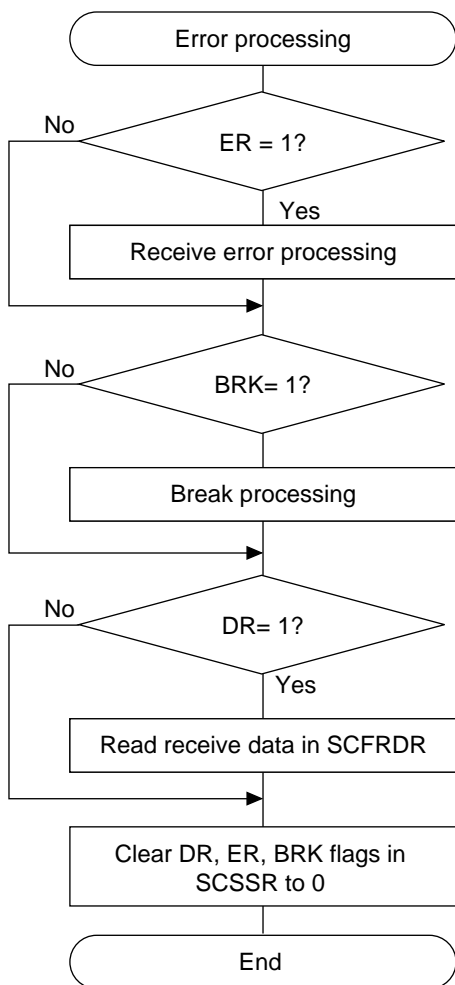 Error processing
No
ER = 1?
Yes
Receive error processing
No
BRK= 1?
Break processing
No
DR= 1?
Yes
Read receive data in SCFRDR
Clear DR, ER, BRK flags in
SCSSR to 0
End